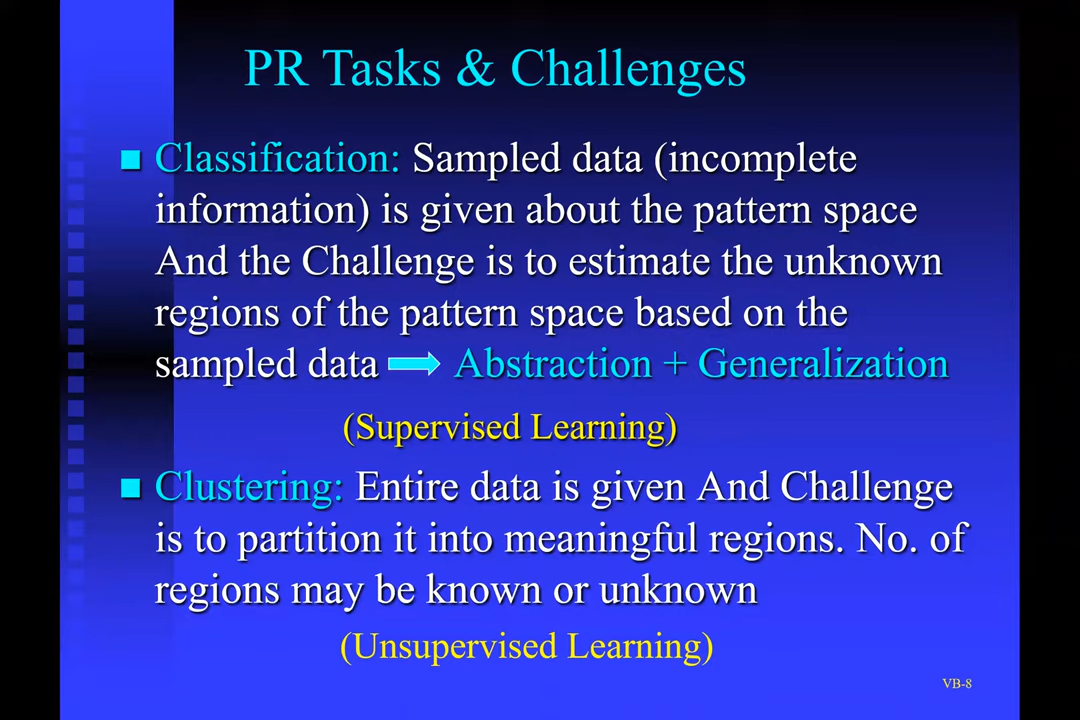 PR Tasks & Challenges
Classification: Sampled data (incomplete
information) is given about the pattern space
And the Challenge is to estimate the unknown
regions of the pattern space based on the
sampled data Abstraction + Generalization
(Supervised Learning)
Clustering: Entire data is given And Challenge
is to partition it into meaningful regions. No. of
regions may be known or unknown
(Unsupervised Learning)
VB-8